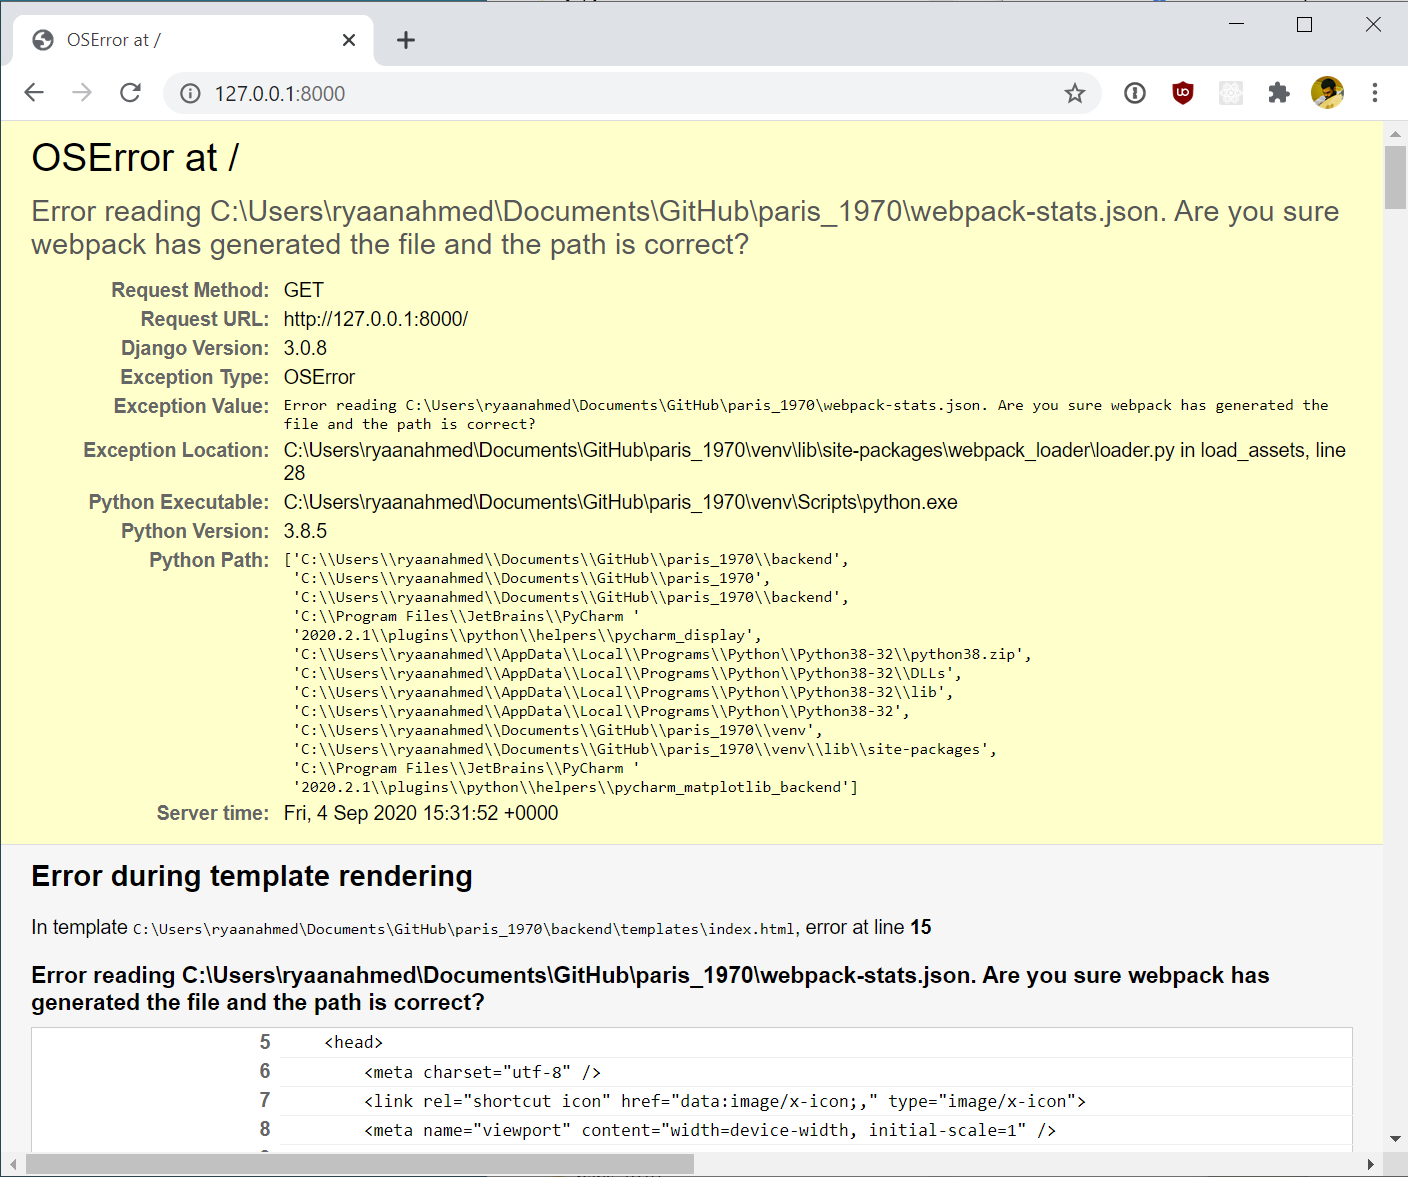 OSError at /
127.0.0.1:8000
OSError at /
Error reading C:\Users\ryaanahmed\Documents\GitHub\paris_1970\webpack-stats.json. Are you sure
webpack has generated the file and the path is correct?
Request Method: GET
Request URL: http://127.0.0.1:8000/
Django Version: 3.0.8
Exception Type: OSError
Exception Value: Error reading C:\Users\ryaanahmed\Documents\GitHub\paris_1970\webpack-stats.json. Are you sure webpack has generated the
file and the path is correct?
Exception Location: C:\Users\ryaanahmed\Documents\GitHub\paris_1970\venv\lib\site-packages\webpack_loader\loader.py in load_assets, line
28
Python Executable: C:\Users\ryaanahmed\Documents\GitHub\paris_1970\venv\Scripts\python.exe
Python Version: 3.8.5
Python Path: ['C:\\Users\\ryaanahmed\\Documents\\GitHub\\paris_1970\\backend',
'C:\\Users\\ryaanahmed\\Documents\\GitHub\\paris_1970',
'C:\\Users\\ryaanahmed\\Documents\\GitHub\\paris_1970\\backend',
'C:\\Program Files\\JetBrains\\PyCharm '
'2020.2.1\\plugins\\python\\helpers\\pycharm_display',
'C:\\Users\\ryaanahmed\\AppData\\Local\\Programs\\Python\\Python38-32\\python38.zip',
'C:\\Users\\ryaanahmed\\AppData\\Local\\Programs\\Python\\Python38-32\\DLLs',
'C:\\Users\\ryaanahmed\\AppData\\Local\\Programs\\Python\\Python38-32\\lib',
'C:\\Users\\ryaanahmed\\AppData\\Local\\Programs\\Python\\Python38-32',
'C:\\Users\\ryaanahmed\\Documents\\GitHub\\paris_1970\\venv',
'C:\\Users\\ryaanahmed\\Documents\\GitHub\\paris_1970\\venv\\lib\\site-packages',
'C:\\Program Files\\JetBrains\\PyCharm '
'2020.2.1\\plugins\\python\\helpers\\pycharm_matplotlib_backend']
Server time: Fri, 4 Sep 2020 15:31:52 +0000
Error during template rendering
In template C:\Users\ryaanahmed\Documents\GitHub\paris_1970\backend\templates\index.html, error at line 15
Error reading C:\Users\ryaanahmed\Documents\GitHub\paris_1970\webpack-stats.json. Are you sure webpack has
generated the file and the path is correct?
5 <head>
6 <meta charset="utf-8" />
7 <link rel="shortcut icon" href="data:image/x-icon;," type="image/x-icon">
8 <meta name="viewport" content="width=device-width, initial-scale=1" />